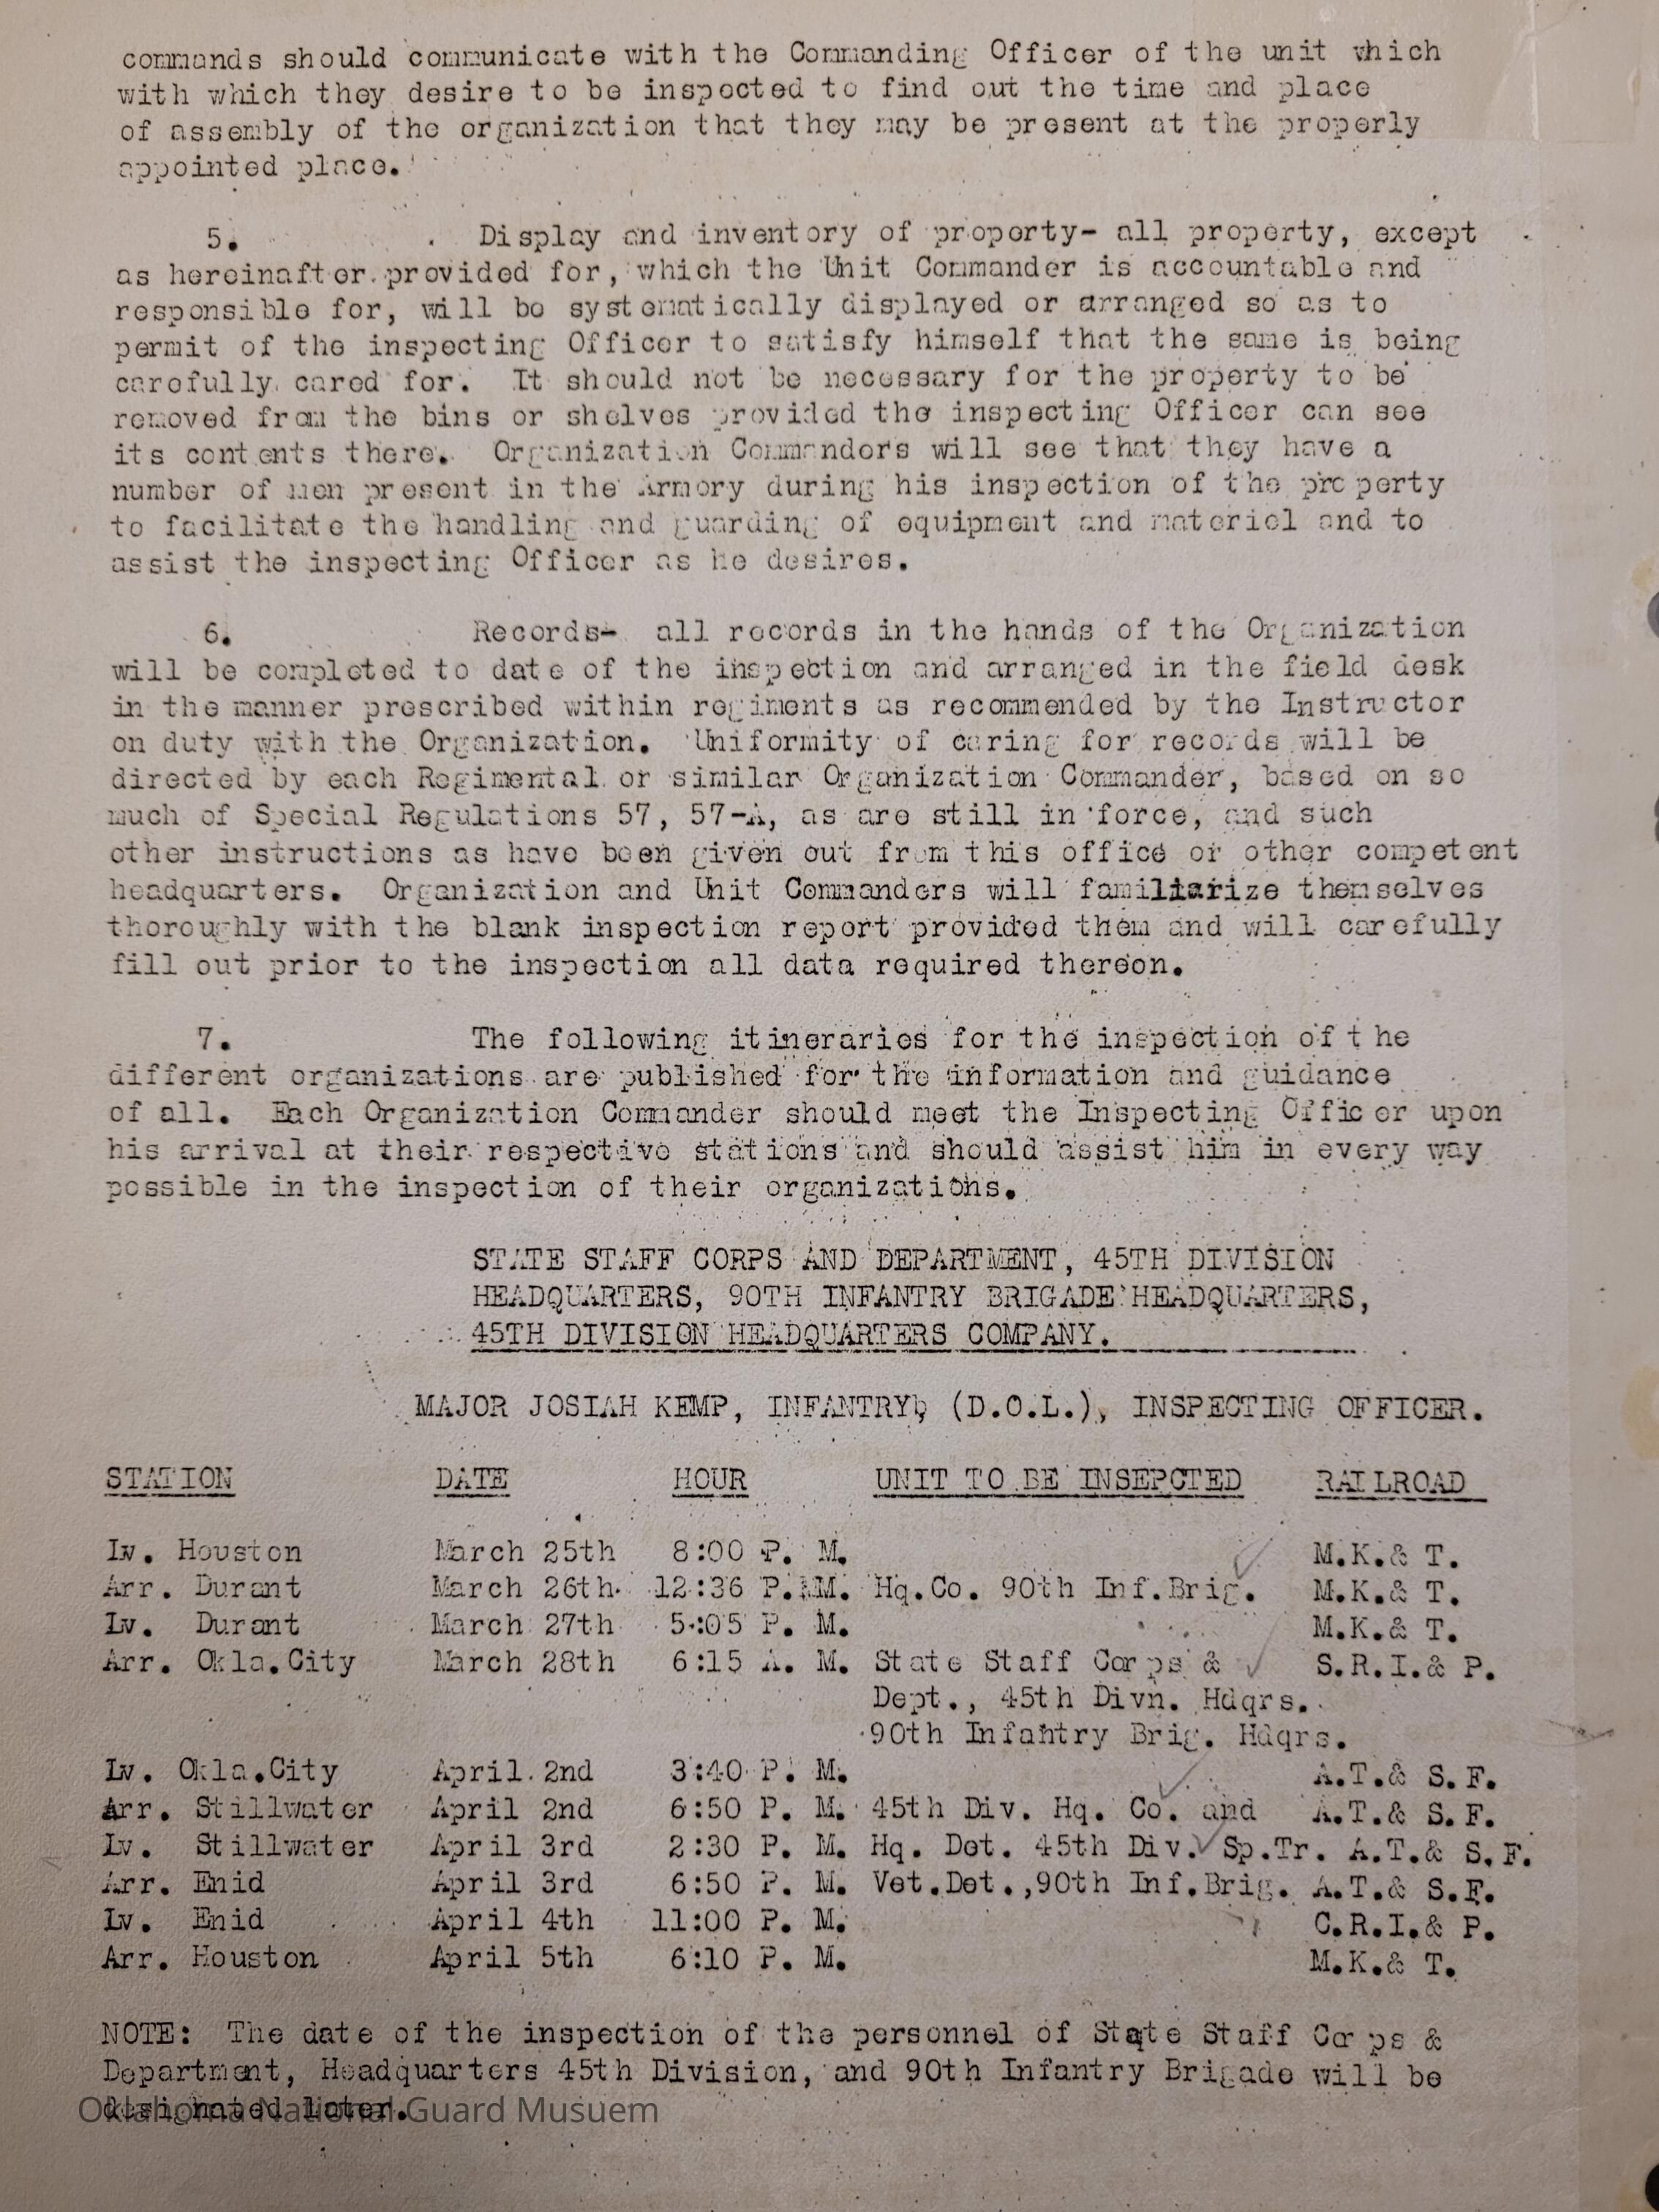 commands should communicate with the Commanding Officer of the unit which
with which they desire to be inspected to find out the time and place
of assembly of the organization that they may be present at the properly
appointed place.
5. Display and inventory of property- all property, except
as hereinafter provided for, which the Unit Commander is accountable and
responsible for, will be systematically displayed or arranged so as to
permit of the inspecting Officer to satisfy himself that the same is being
carefully cared for. It should not be necessary for the property to be
removed from the bins or shelves provided the inspecting Officer can see
its contents there. Organization Commanders will see that they have a
number of men present in the Armory during his inspection of the property
to facilitate the handling and guarding of equipment and materiel and to
assist the inspecting Officer as he desires.
6. Records- all records in the hands of the Organization
will be completed to date of the inspection and arranged in the field desk
in the manner prescribed within regiments as recommended by the Instructor
on duty with the Organization. Uniformity of caring for records will be
directed by each Regimental or similar Organization Commander, based on so
much of Special Regulations 57, 57-A, as are still in force, and such
other instructions as have been given out from this office or other competent
headquarters. Organization and Unit Commanders will familiarize themselves
thoroughly with the blank inspection report provided them and will carefully
fill out prior to the inspection all data required thereon.
7. The following itineraries for the inspection of the
different organizations are published for the information and guidance
of all. Each Organization Commander should meet the Inspecting Officer upon
his arrival at their respective stations and should assist him in every way
possible in the inspection of their organizations.
STATE STAFF CORPS AND DEPARTMENT, 45TH DIVISION
HEADQUARTERS, 90TH INFANTRY BRIGADE HEADQUARTERS,
45TH DIVISION HEADQUARTERS COMPANY.
MAJOR JOSIAH KEMP, INFANTRY, (D.O.L.), INSPECTING OFFICER.
STATION DATE HOUR UNIT TO BE INSEPCTED RAILROAD
Lv. Houston March 25th 8:00 P. M. M.K.& T.
Arr. Durant March 26th 12:36 P. M. Hq.Co. 90th Inf.Brig. M.K.& T.
Lv. Durant March 27th 5:05 P. M. M.K.& T.
Arr. Okla.City March 28th 6:15 A. M. State Staff Corps & S.R.I.& P.
Dept., 45th Divn. Hdqrs.
90th Infantry Brig. Hdqrs.
Lv. Okla.City April 2nd 3:40 P. M. A.T.& S.F.
Arr. Stillwater April 2nd 6:50 P. M. 45th Div. Hq. Co. and A.T.& S.F.
Lv. Stillwater April 3rd 2:30 P. M. Hq. Det. 45th Div. Sp.Tr. A.T.& S.F.
Arr. Enid April 3rd 6:50 P. M. Vet.Det.,90th Inf.Brig. A.T.& S.F.
Lv. Enid April 4th 11:00 P. M. C.R.I.& P.
Arr. Houston April 5th 6:10 P. M. M.K.& T.
NOTE: The date of the inspection of the personnel of State Staff Corps &
Department, Headquarters 45th Division, and 90th Infantry Brigade will be
designated later.
Oklahoma National Guard Musuem